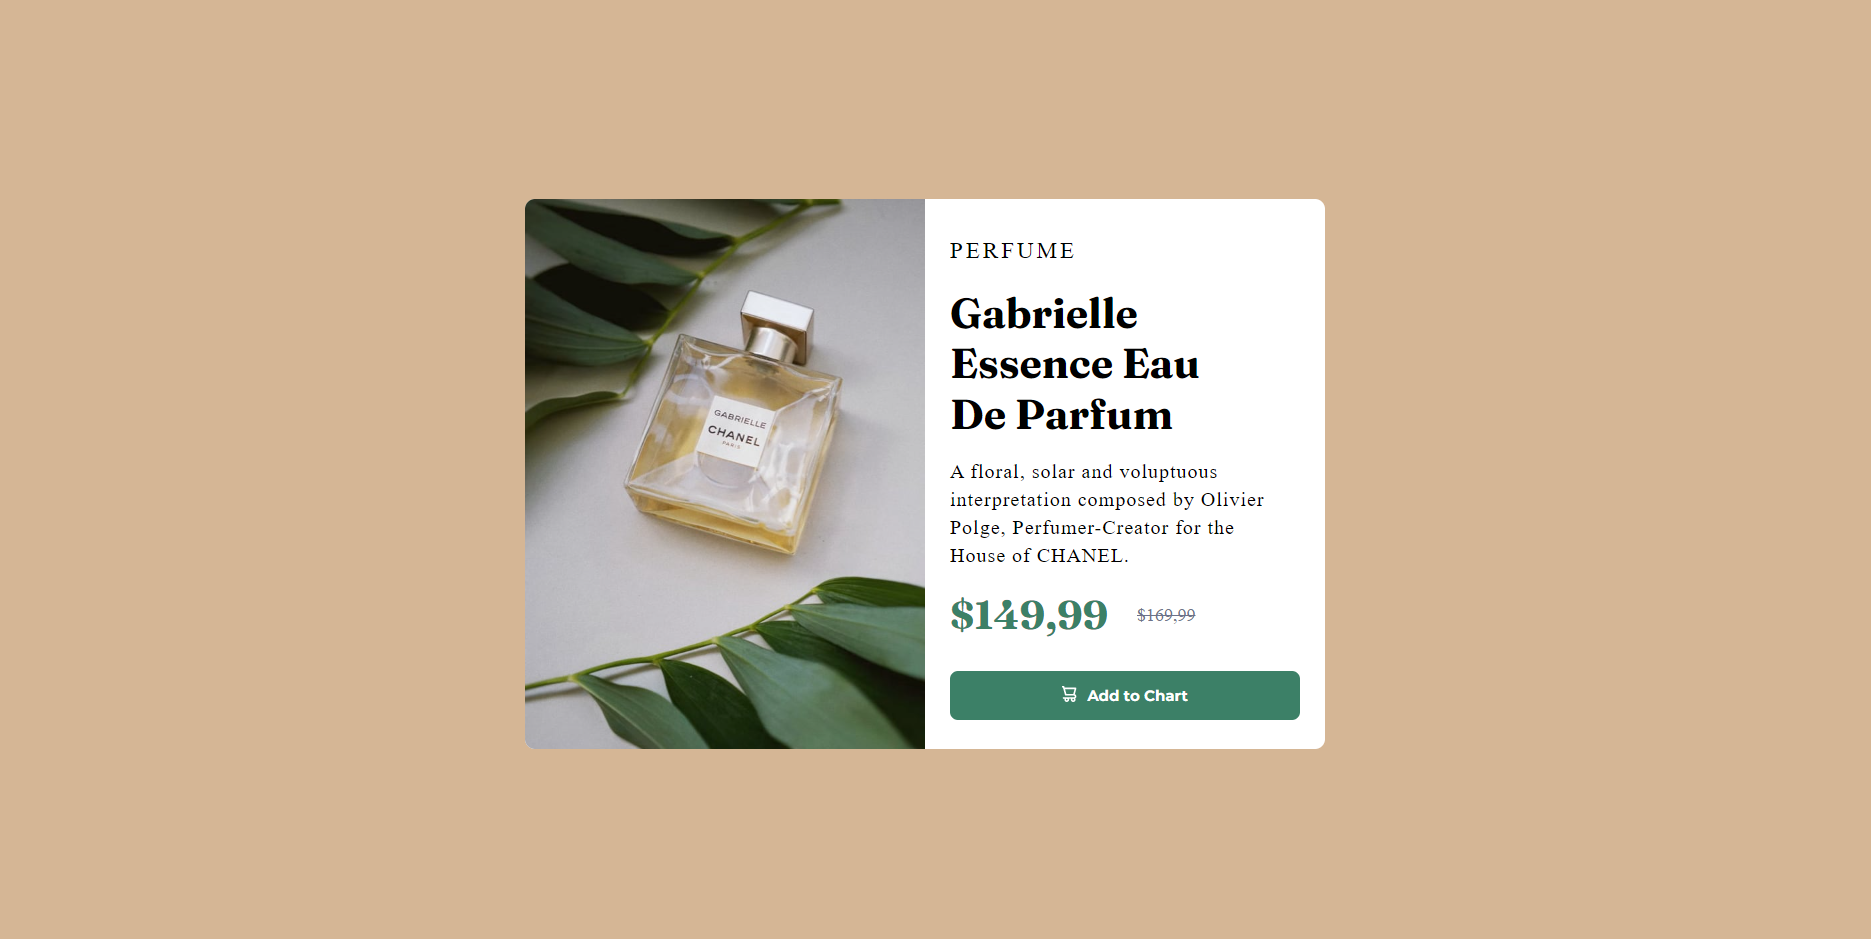 GABRIELLE
CHANEL
PARIS
PERFUME
Gabrielle
Essence Eau
De Parfum
A floral, solar and voluptuous
interpretation composed by Olivier
Polge, Perfumer-Creator for the
House of CHANEL.
$149,99 $169,99
Add to Chart